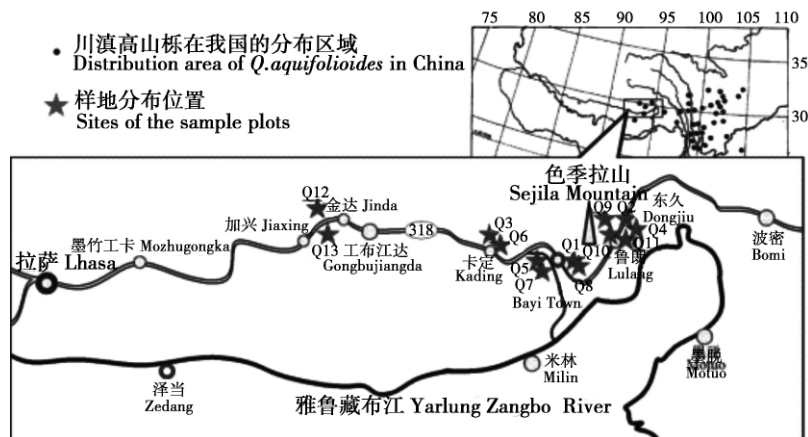 75 80 85 90 95 100 105 110
35
30
川滇高山栎在我国的分布区域
Distribution area of Q.aquifolioides in China
样地分布位置
Sites of the sample plots
色季拉山
Sejila Mountain
Q12
金达 Jinda
加兴 Jiaxing
Q13
工布江达
Gongbujiangda
318
墨竹工卡 Mozhugongka
拉萨 Lhasa
Q3
Q6
卡定
Kading
Q5
Q7
Bayi Town
Q1
Q8
Q10
Q9
Q2
Q4
Q11
东久
Dongjiu
鲁朗
Lulang
波密
Bomi
墨脱
Motuo
米林
Milin
泽当
Zedang
雅鲁藏布江 Yarlung Zangbo River